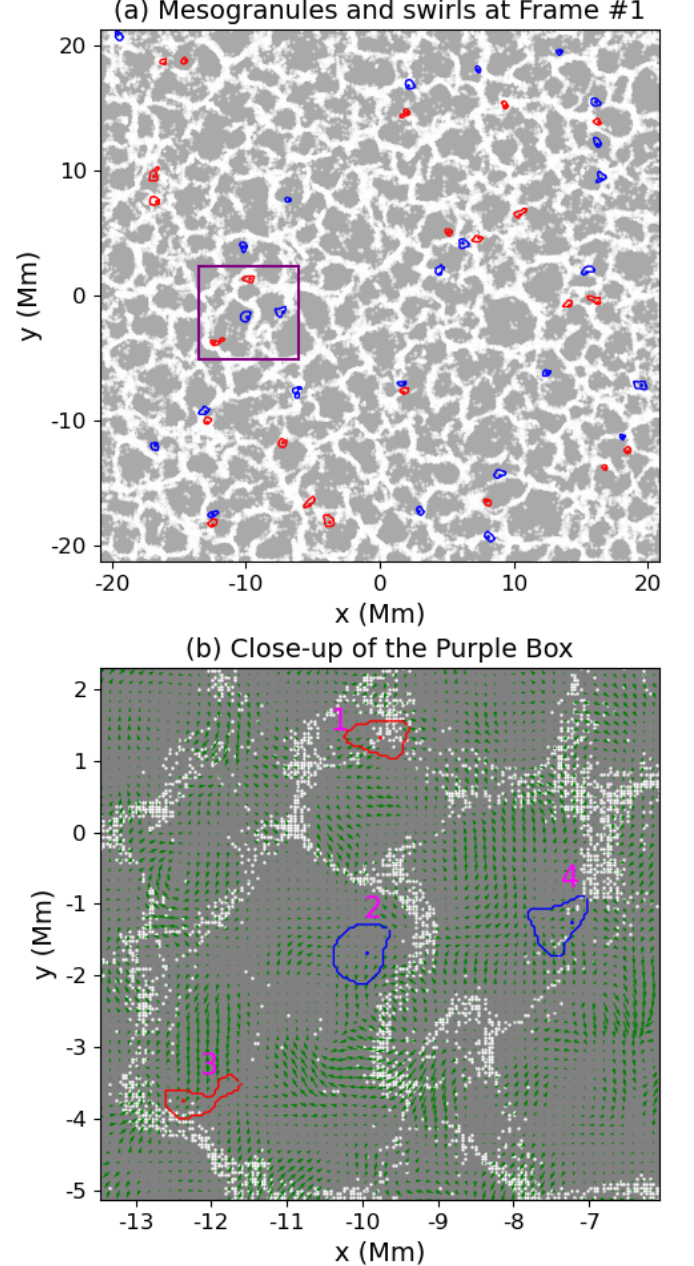 (a) Mesogranules and swirls at Frame #1
20
10
0
-10
-20
y (Mm)
-20 -10 0 10 20
x (Mm)
(b) Close-up of the Purple Box
2
1
0
-1
-2
-3
-4
-5
y (Mm)
1
2
4
3
-13 -12 -11 -10 -9 -8 -7
x (Mm)